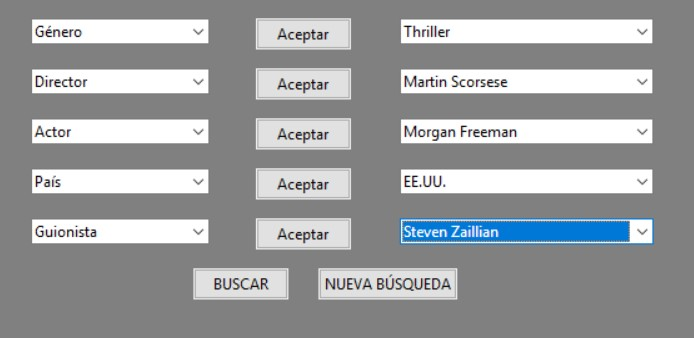 Género Aceptar Thriller
Director Aceptar Martin Scorsese
Actor Aceptar Morgan Freeman
País Aceptar EE.UU.
Guionista Aceptar Steven Zaillian
BUSCAR NUEVA BÚSQUEDA